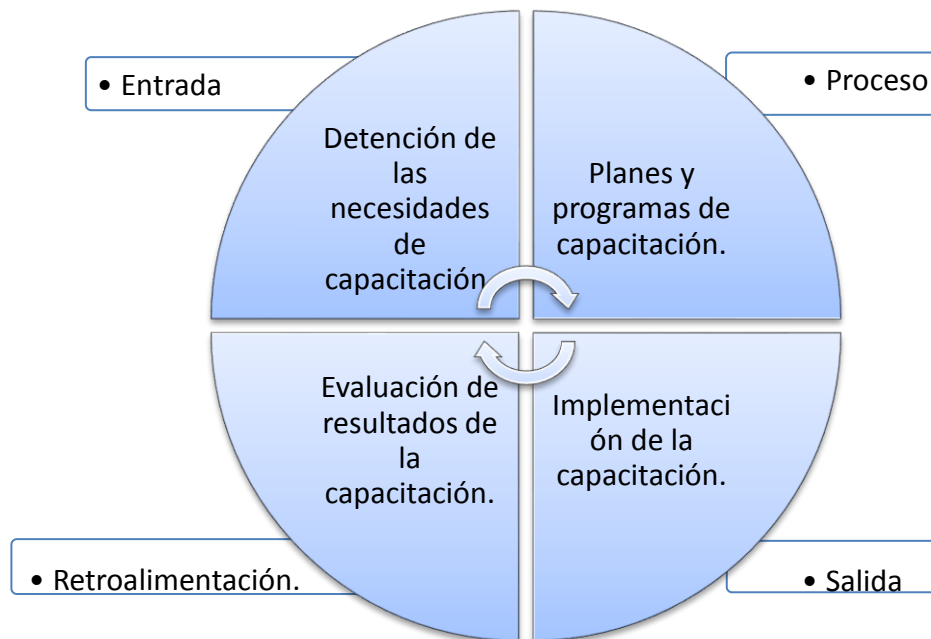 • Entrada
• Proceso
Detención de
las
necesidades
de
capacitación
Planes y
programas de
capacitación.
Evaluación de
resultados de
la
capacitación.
Implementaci
ón de la
capacitación.
• Retroalimentación.
• Salida